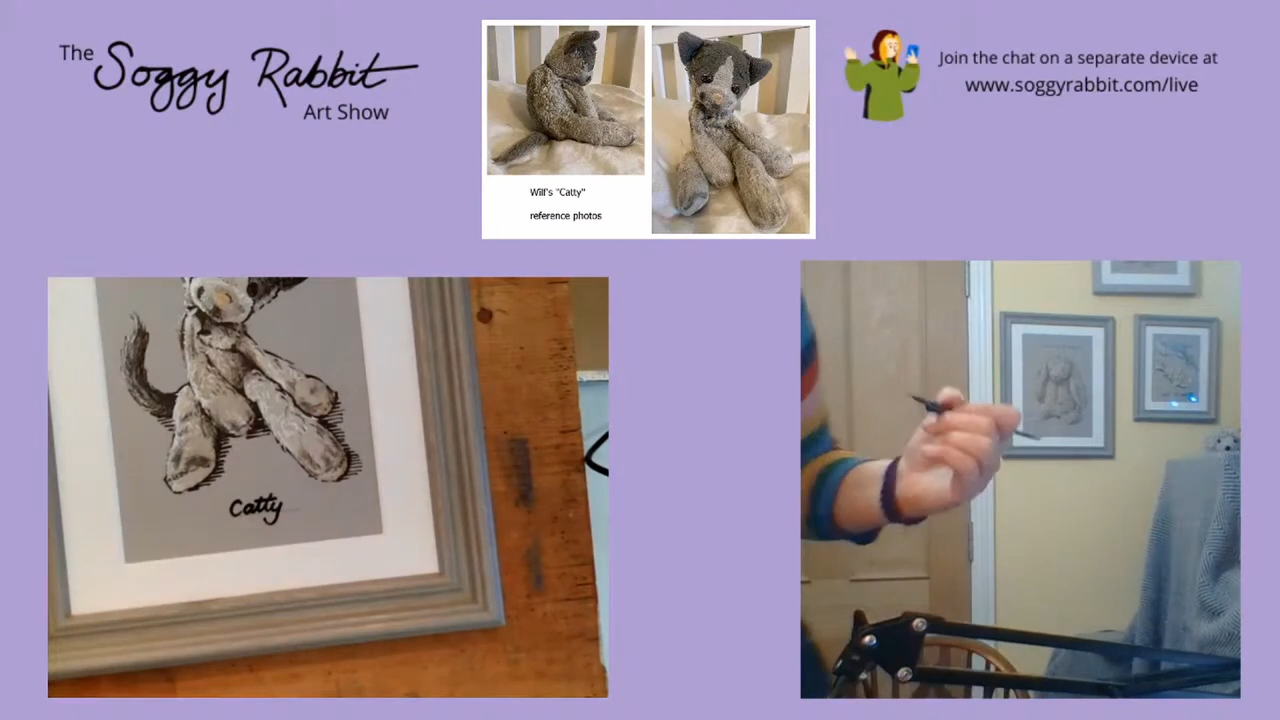 The
Soggy Rabbit
Art Show
Wilf's "Catty"
reference photos
Join the chat on a separate device at
www.soggyrabbit.com/live
Catty